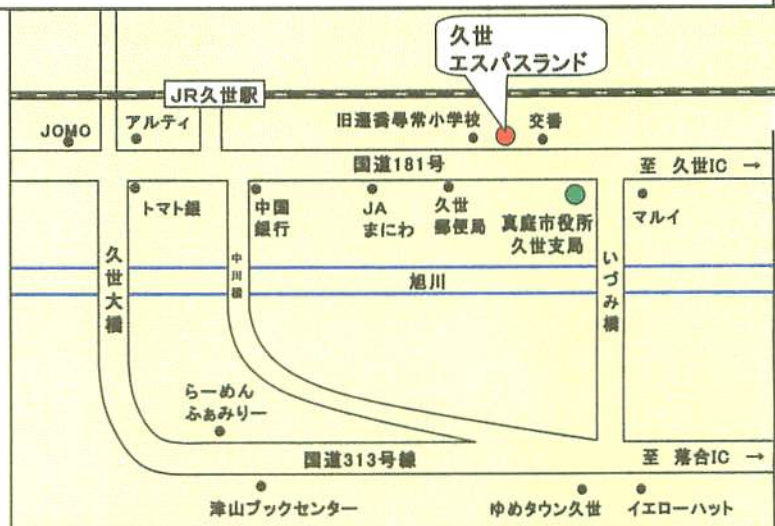 久世
エスパスランド
JR久世駅
JOMO
アルティ
旧遷喬尋常小学校
交番
国道181号
至 久世IC →
トマト銀
中国
銀行
JA
まにわ
久世
郵便局
真庭市役所
久世支局
マルイ
久世大橋
中川橋
いづみ橋
旭川
らーめん
ふぁみりー
国道313号線
至 落合IC →
津山ブックセンター
ゆめタウン久世
イエローハット